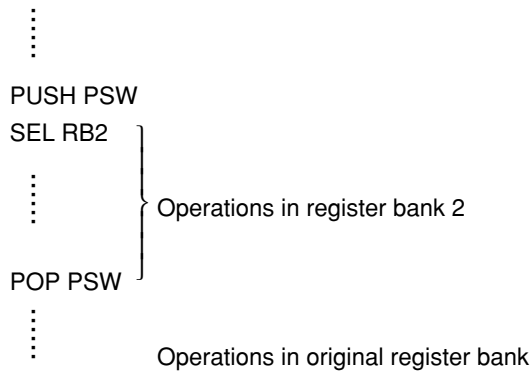 PUSH PSW
SEL RB2
Operations in register bank 2
POP PSW
Operations in original register bank